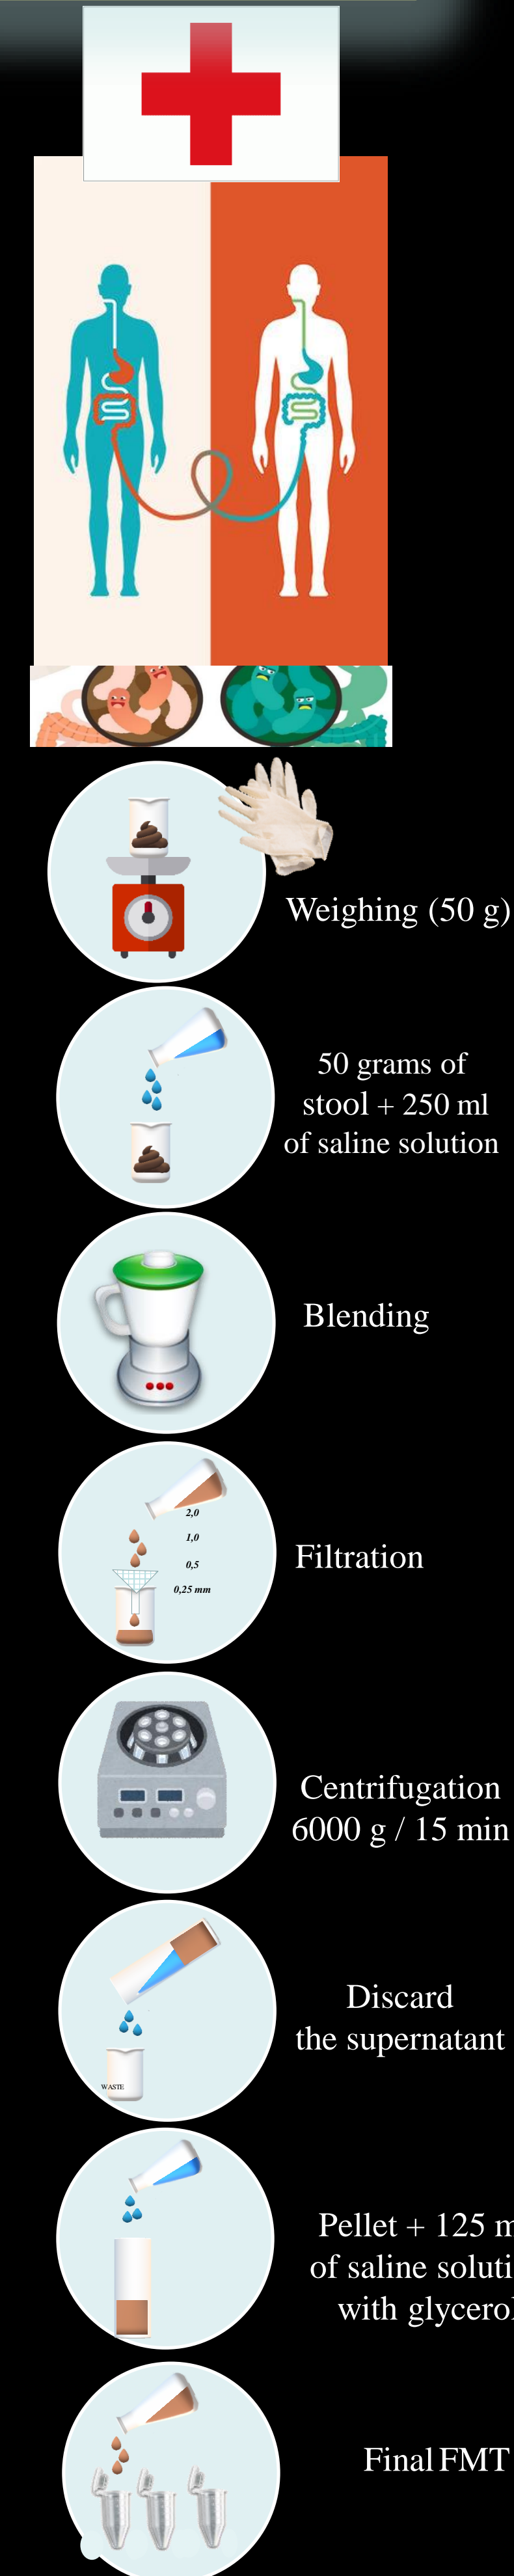 Weighing (50 g)
50 grams of
stool + 250 ml
of saline solution
Blending
2,0
1,0
0,5
0,25 mm
Filtration
Centrifugation
6000 g / 15 min
Discard
the supernatant
WASTE
Pellet + 125 m
of saline soluti
with glycerol
Final FMT